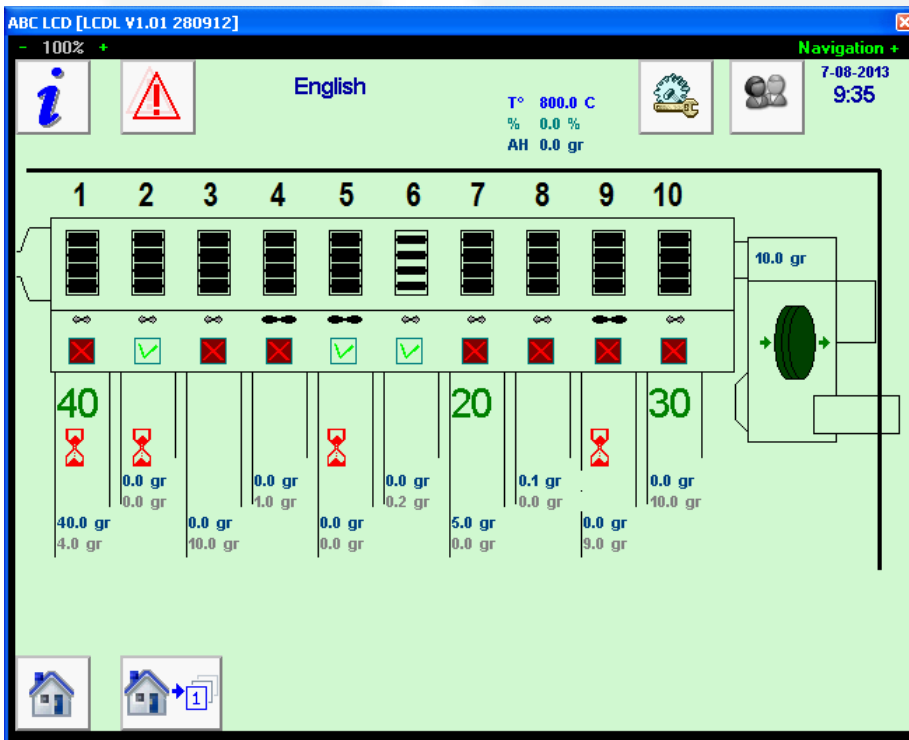 ABC LCD [LCDL V1.01 280912]
- 100% +
Navigation +
English
T° 800.0 C
% 0.0 %
AH 0.0 gr
7-08-2013
9:35
1 2 3 4 5 6 7 8 9 10
10.0 gr
40 20 30
0.0 gr 0.0 gr 0.0 gr 0.1 gr 0.0 gr
0.0 gr 1.0 gr 0.2 gr 0.0 gr 10.0 gr
40.0 gr 0.0 gr 0.0 gr 5.0 gr 0.0 gr
4.0 gr 10.0 gr 0.0 gr 0.0 gr 9.0 gr
1